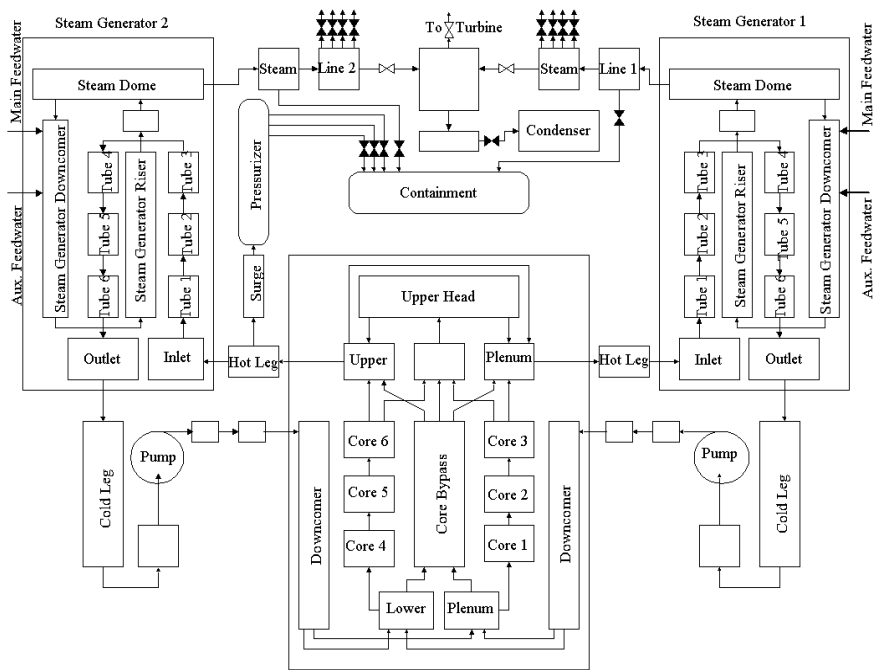 Steam Generator 2
Steam Generator 1
To Turbine
Steam
Line 2
Steam
Line 1
Steam Dome
Steam Dome
Main Feedwater
Main Feedwater
Condenser
Steam Generator Downcomer
Tube 4
Steam Generator Riser
Tube 3
Pressurizer
Containment
Tube 3
Steam Generator Riser
Tube 4
Steam Generator Downcomer
Aux. Feedwater
Aux. Feedwater
Tube 5
Tube 2
Tube 2
Tube 5
Tube 6
Tube 1
Surge
Tube 1
Tube 6
Upper Head
Outlet
Inlet
Hot Leg
Upper
Plenum
Hot Leg
Inlet
Outlet
Cold Leg
Pump
Downcomer
Core 6
Core Bypass
Core 3
Downcomer
Pump
Cold Leg
Core 5
Core 2
Core 4
Core 1
Lower
Plenum